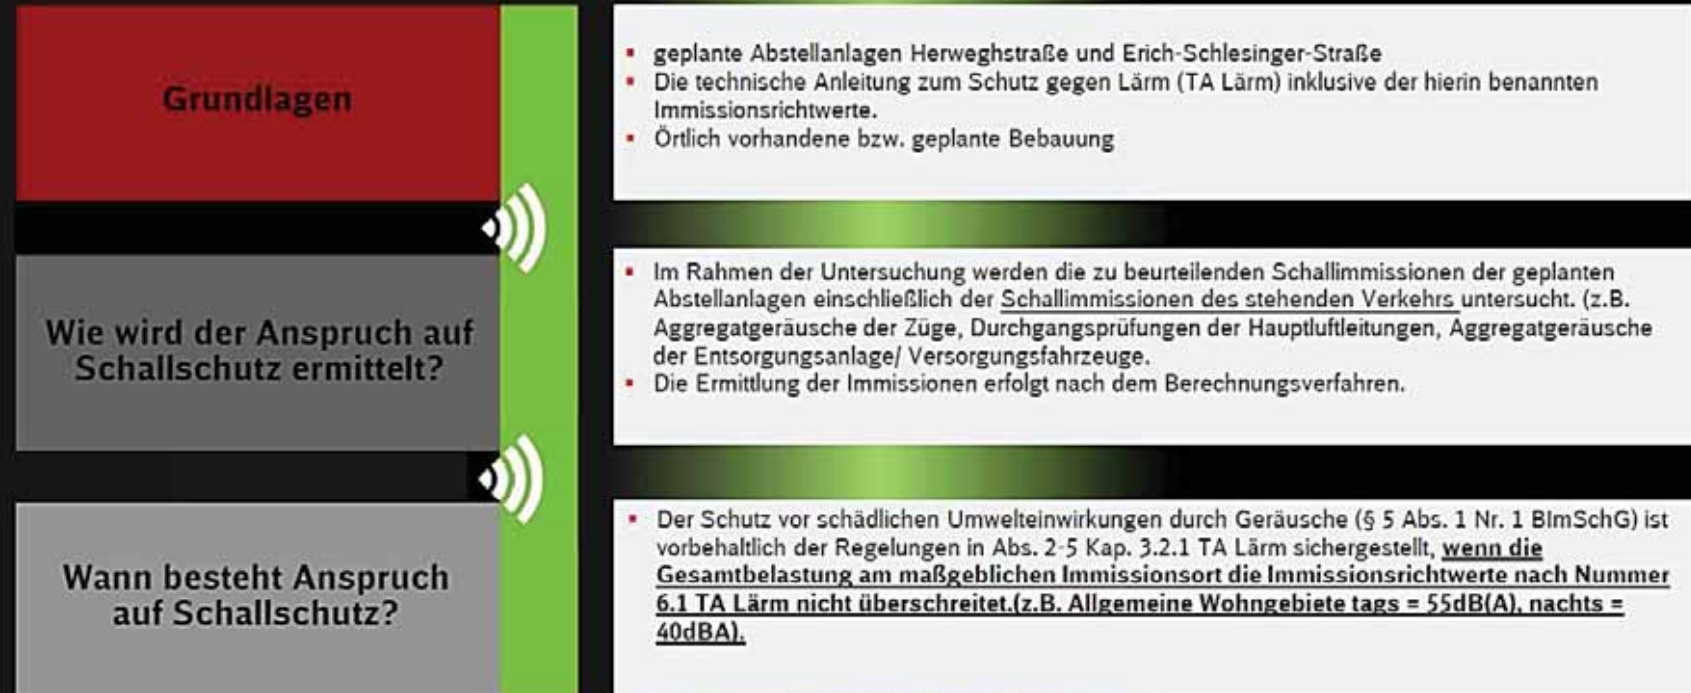 Grundlagen
geplante Abstellanlagen Herweghstraße und Erich-Schlesinger-Straße
Die technische Anleitung zum Schutz gegen Lärm (TA Lärm) inklusive der hierin benannten
Immissionsrichtwerte.
Örtlich vorhandene bzw. geplante Bebauung
Wie wird der Anspruch auf
Schallschutz ermittelt?
Im Rahmen der Untersuchung werden die zu beurteilenden Schallimmissionen der geplanten
Abstellanlagen einschließlich der Schallimmissionen des stehenden Verkehrs untersucht. (z.B.
Aggregatgeräusche der Züge, Durchgangsprüfungen der Hauptluftleitungen, Aggregatgeräusche
der Entsorgungsanlage/ Versorgungsfahrzeuge.
Die Ermittlung der Immissionen erfolgt nach dem Berechnungsverfahren.
Wann besteht Anspruch
auf Schallschutz?
Der Schutz vor schädlichen Umwelteinwirkungen durch Geräusche (§ 5 Abs. 1 Nr. 1 BImSchG) ist
vorbehaltlich der Regelungen in Abs. 2-5 Kap. 3.2.1 TA Lärm sichergestellt, wenn die
Gesamtbelastung am maßgeblichen Immissionsort die Immissionsrichtwerte nach Nummer
6.1 TA Lärm nicht überschreitet.(z.B. Allgemeine Wohngebiete tags = 55dB(A), nachts =
40dBA).